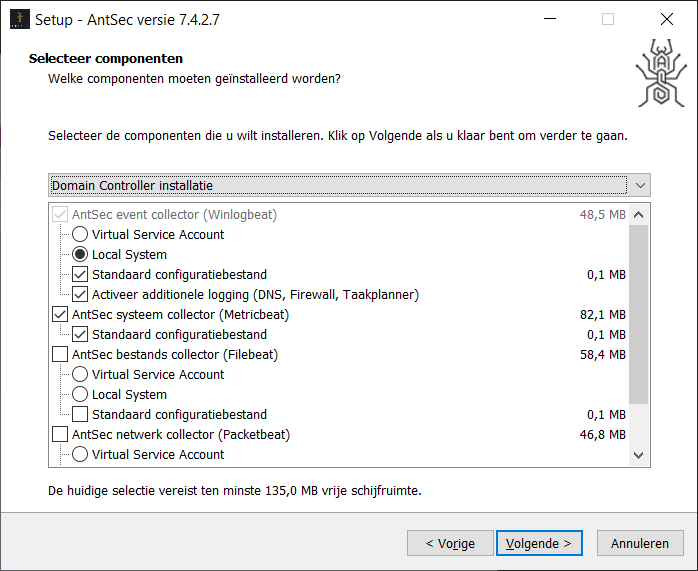 Setup - AntSec versie 7.4.2.7
Selecteer componenten
Welke componenten moeten geïnstalleerd worden?
Selecteer de componenten die u wilt installeren. Klik op Volgende als u klaar bent om verder te gaan.
Domain Controller installatie
AntSec event collector (Winlogbeat) 48,5 MB
Virtual Service Account
Local System
Standaard configuratiebestand 0,1 MB
Activeer additionele logging (DNS, Firewall, Taakplanner)
AntSec systeem collector (Metricbeat) 82,1 MB
Standaard configuratiebestand 0,1 MB
AntSec bestands collector (Filebeat) 58,4 MB
Virtual Service Account
Local System
Standaard configuratiebestand 0,1 MB
AntSec netwerk collector (Packetbeat) 46,8 MB
Virtual Service Account
De huidige selectie vereist ten minste 135,0 MB vrije schijfruimte.
< Vorige Volgende > Annuleren